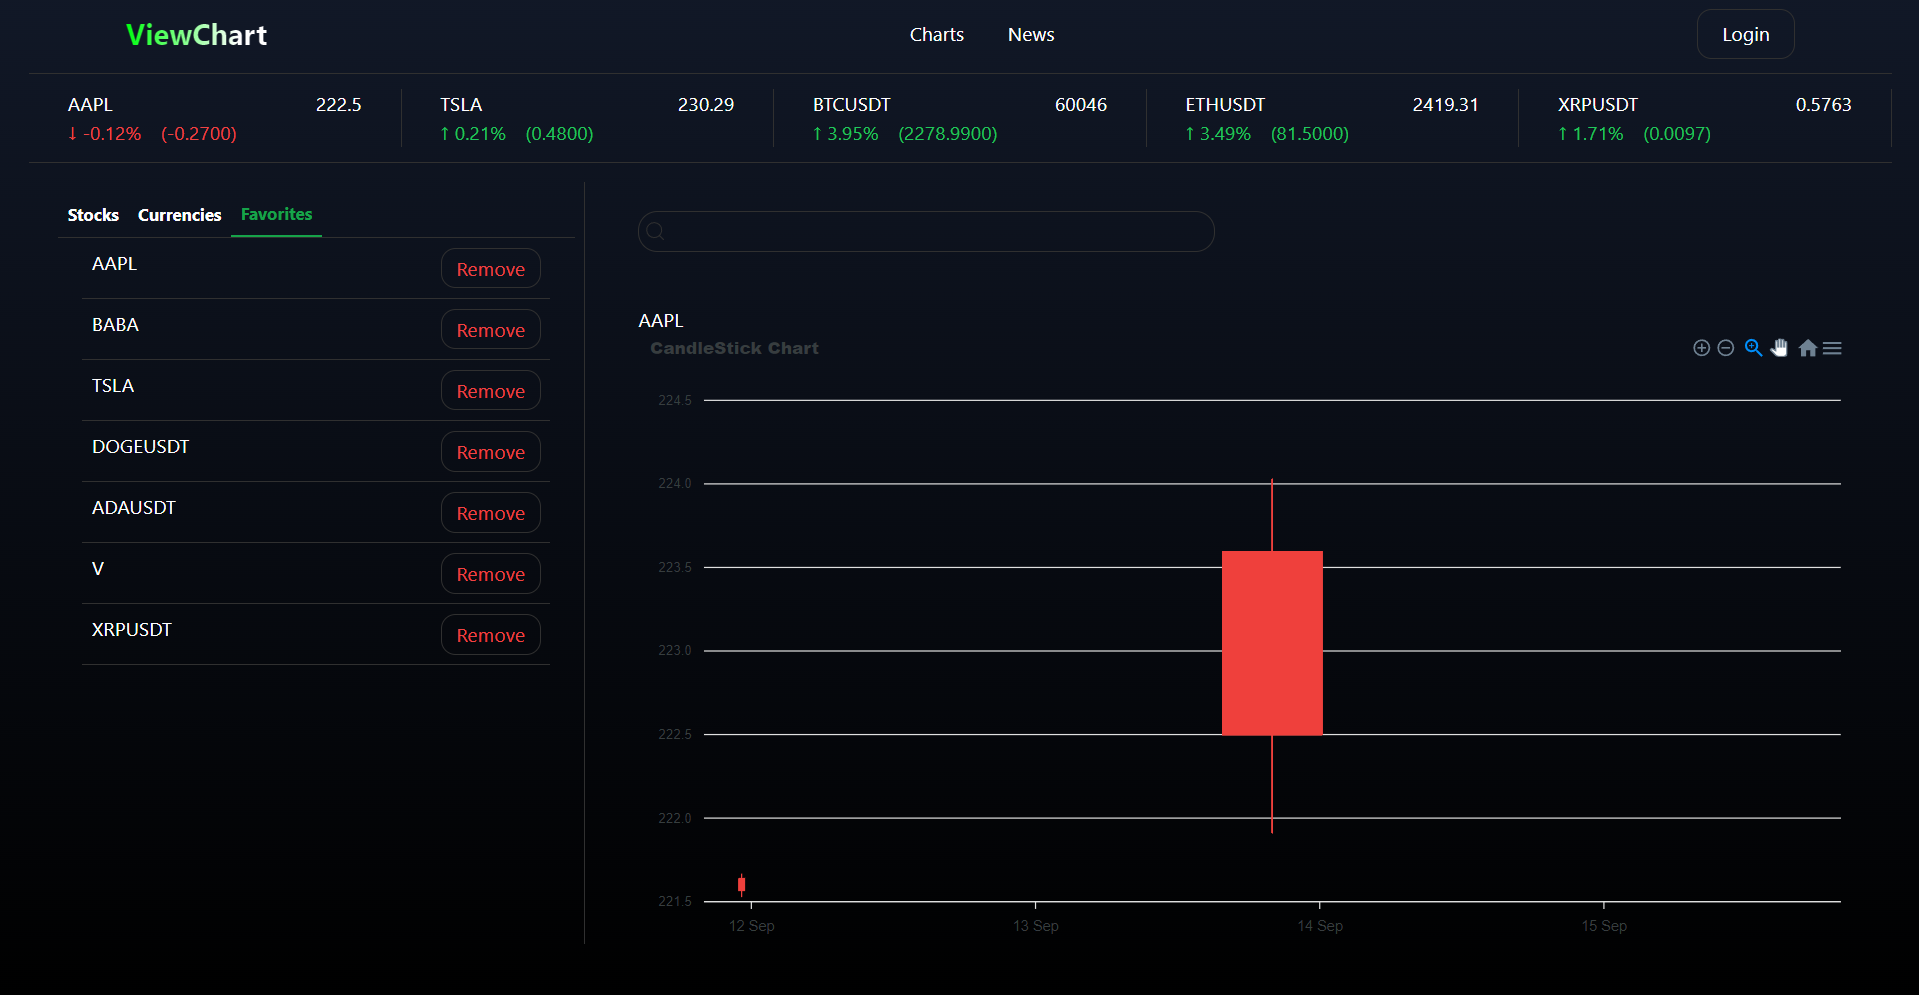 ViewChart Charts News Login
AAPL 222.5 TSLA 230.29 BTCUSDT 60046 ETHUSDT 2419.31 XRPUSDT 0.5763
↓ -0.12% (-0.2700) ↑ 0.21% (0.4800) ↑ 3.95% (2278.9900) ↑ 3.49% (81.5000) ↑ 1.71% (0.0097)
Stocks Currencies Favorites
AAPL Remove
BABA Remove
TSLA Remove
DOGEUSDT Remove
ADAUSDT Remove
V Remove
XRPUSDT Remove
AAPL
CandleStick Chart
224.5
224.0
223.5
223.0
222.5
222.0
221.5
12 Sep 13 Sep 14 Sep 15 Sep